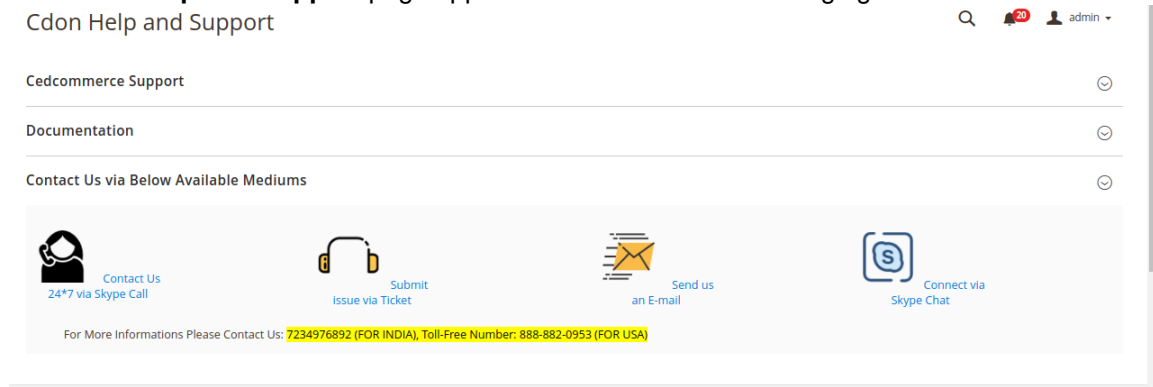 Cdon Help and Support
20
admin
Cedcommerce Support
Documentation
Contact Us via Below Available Mediums
Contact Us
24*7 via Skype Call
Submit
issue via Ticket
Send us
an E-mail
S
Connect via
Skype Chat
For More Informations Please Contact Us: 7234976892 (FOR INDIA), Toll-Free Number: 888-882-0953 (FOR USA)